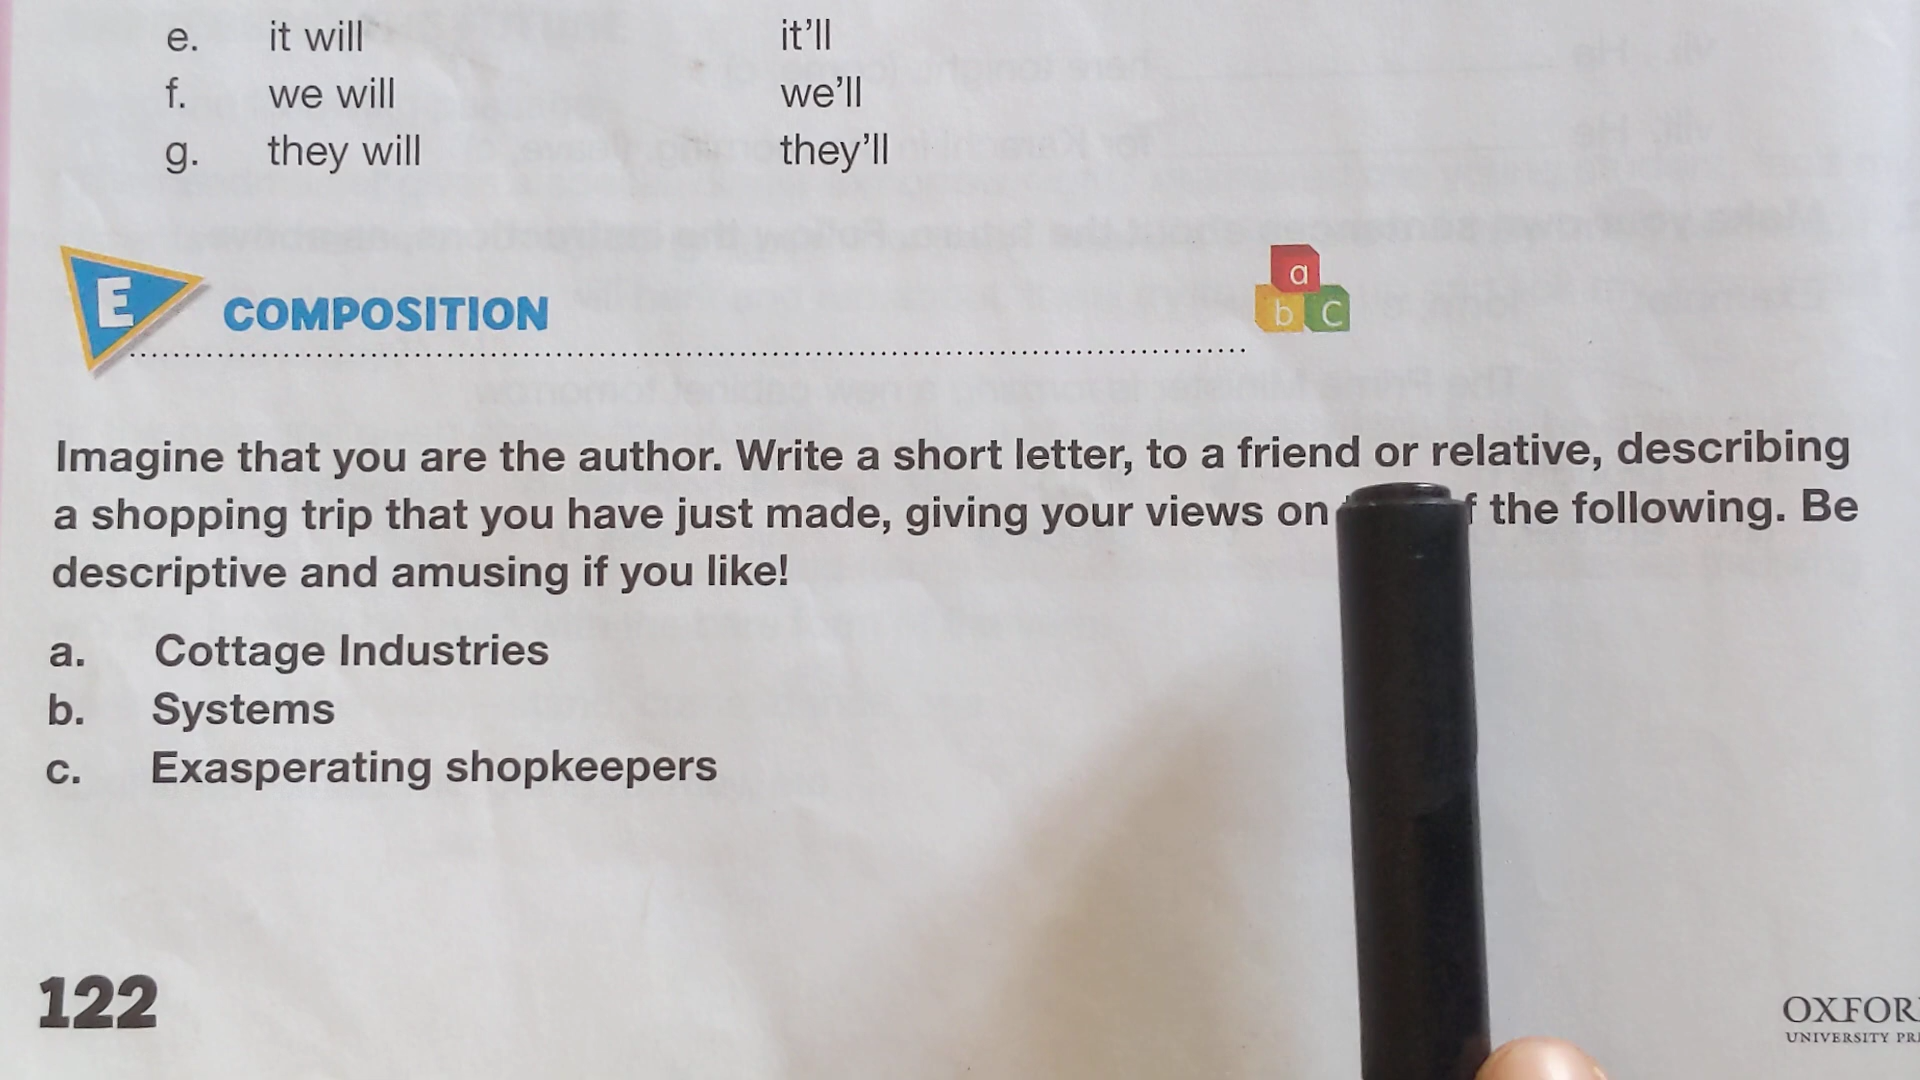 e. it will it'll
f. we will we'll
g. they will they'll
E COMPOSITION
a
b c
Imagine that you are the author. Write a short letter, to a friend or relative, describing
a shopping trip that you have just made, giving your views on the following. Be
descriptive and amusing if you like!
a. Cottage Industries
b. Systems
c. Exasperating shopkeepers
122
OXFOR
UNIVERSITY PR